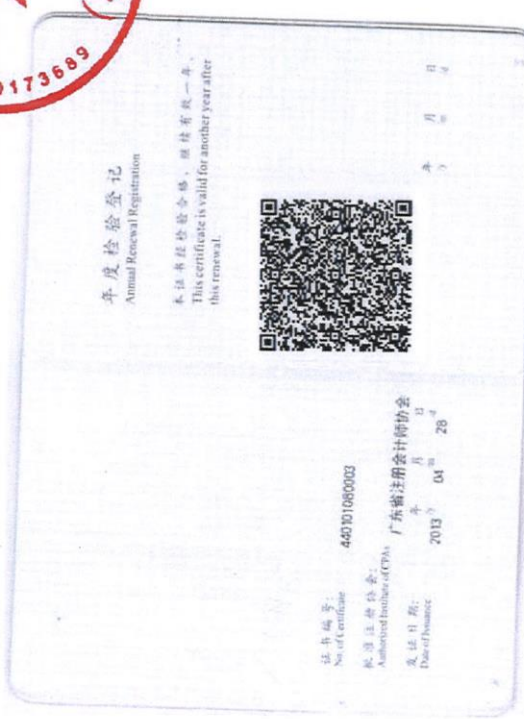 173689
年度检验登记
Annual Renewal Registration
本证书经检验合格，继续有效一年。
This certificate is valid for another year after
this renewal.
年 月 日
证书编号:
No. of Certificate
440101080003
批准注册协会:
Authorized Institute of CPAs
广东省注册会计师协会
发证日期:
Date of Issuance
2013 年 04 月 28 日